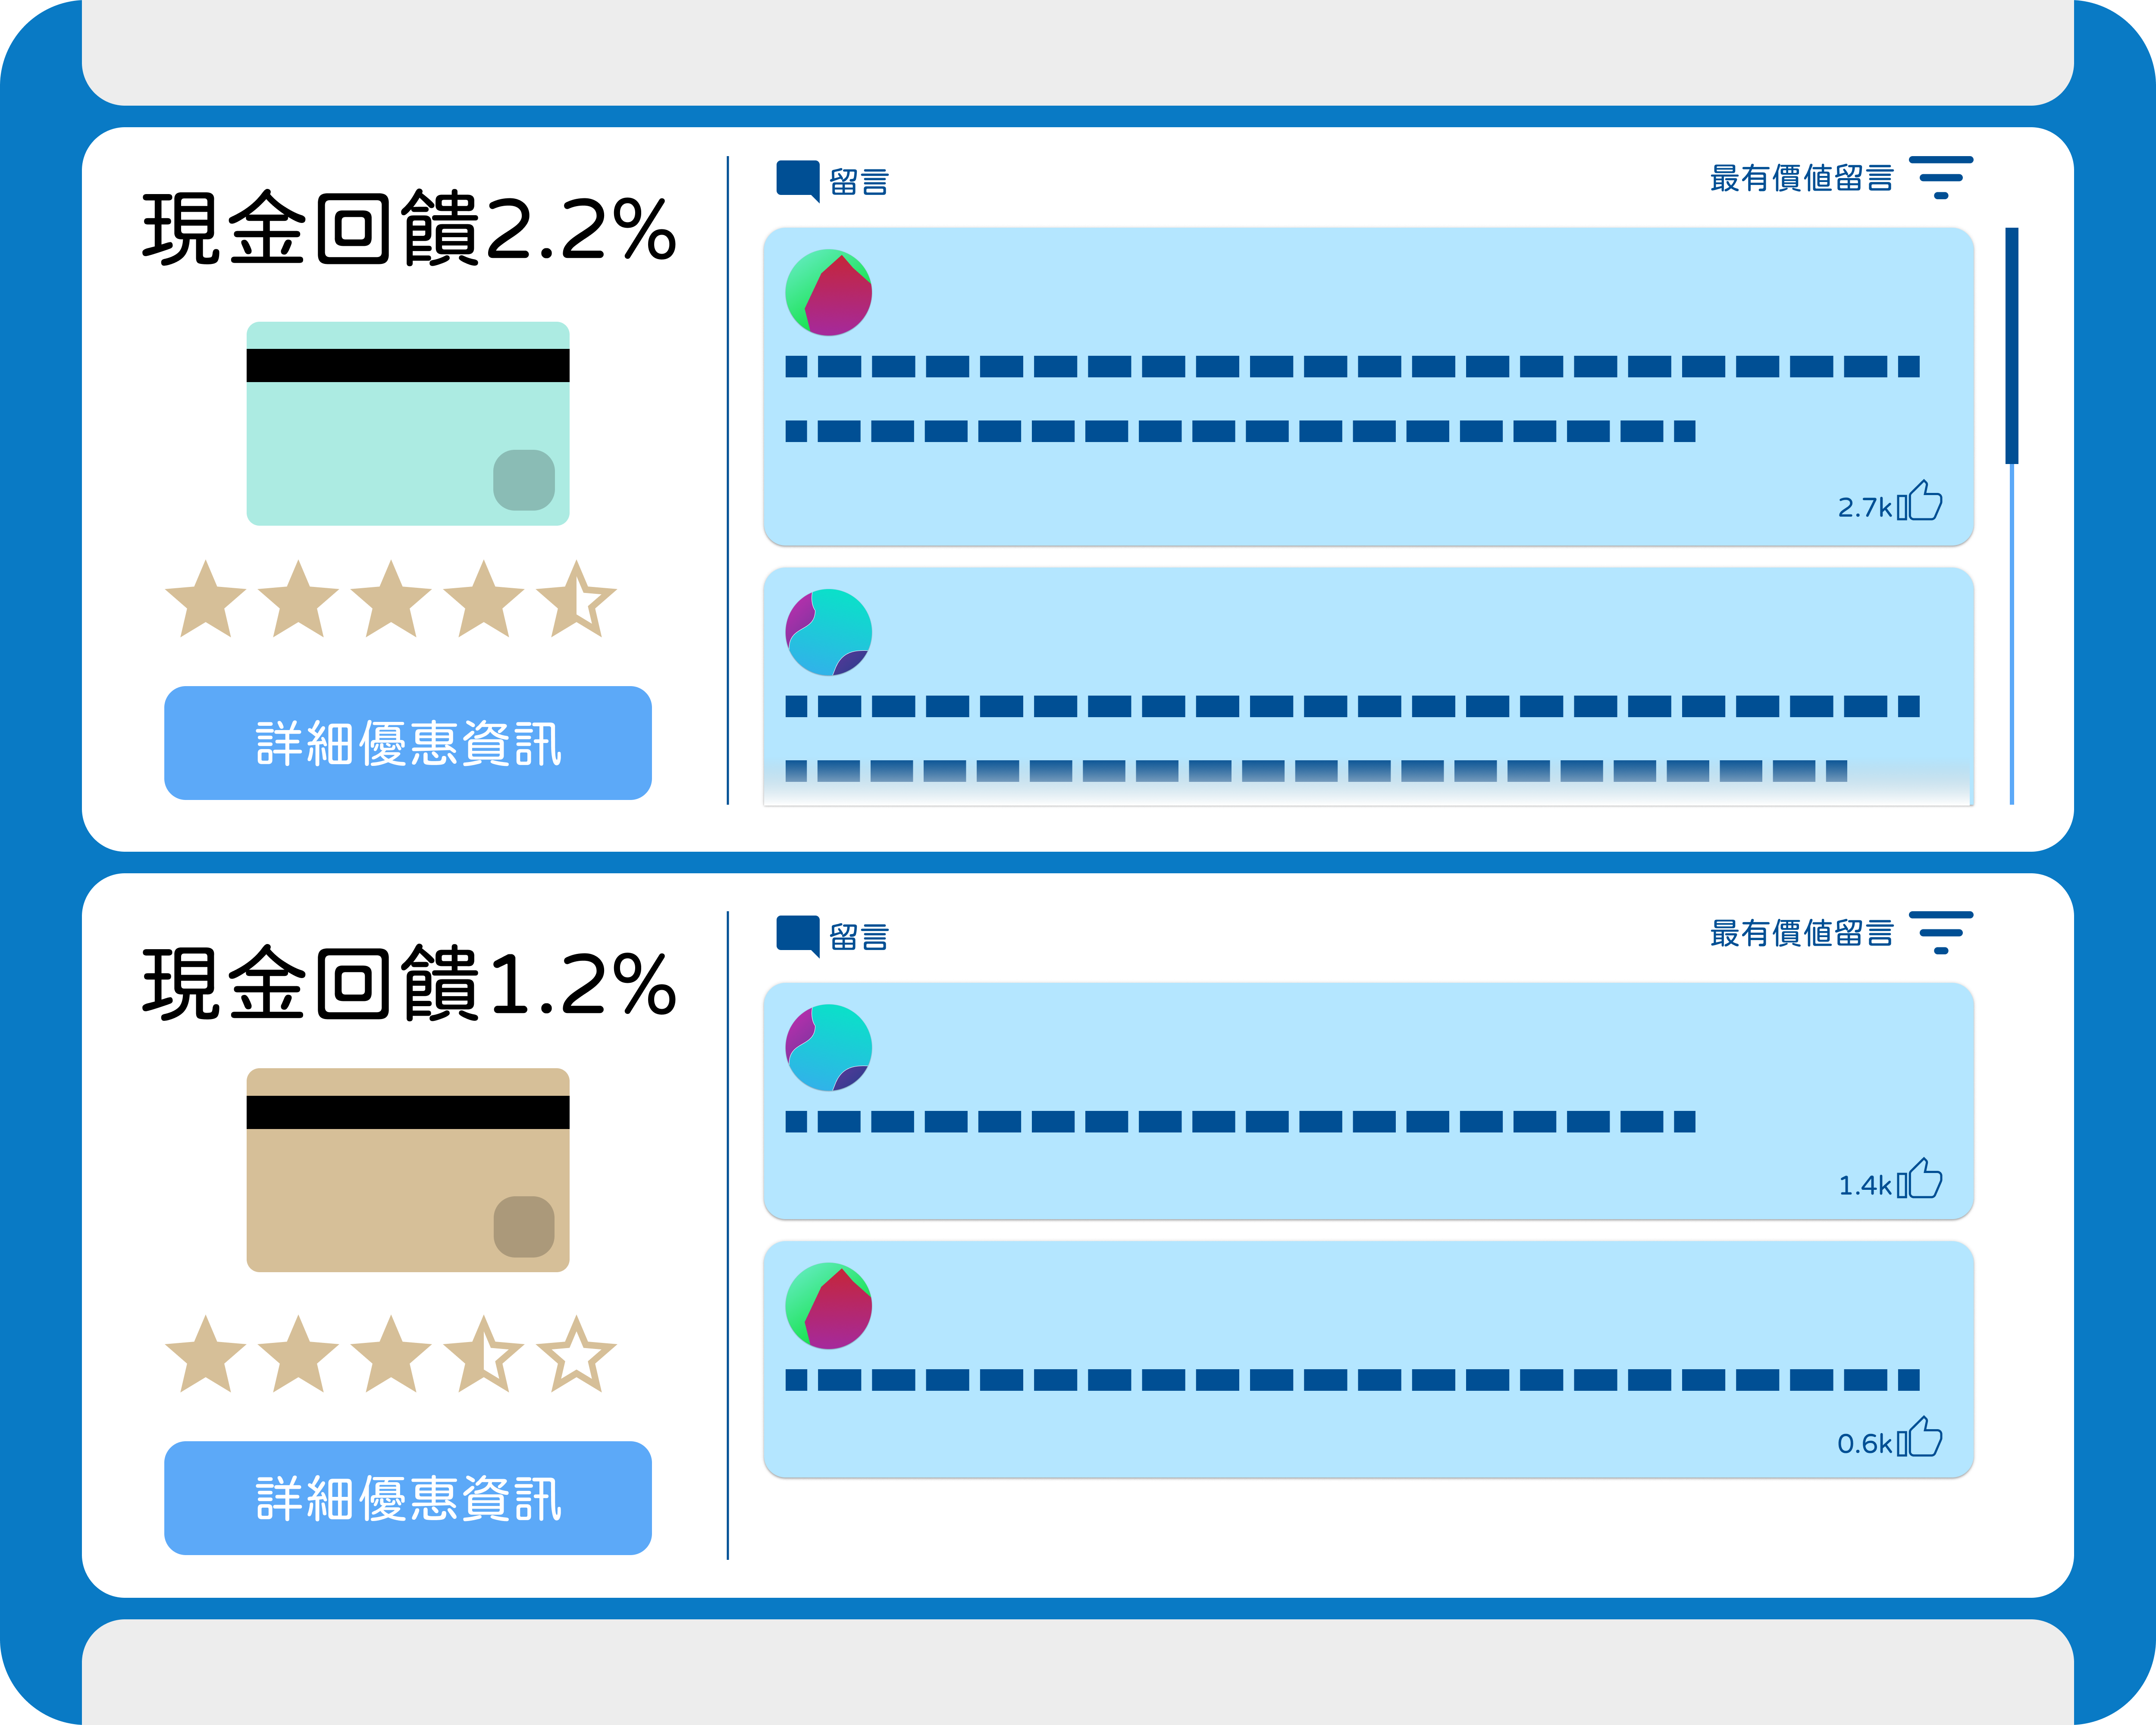 現金回饋2.2%
詳細優惠資訊
留言
最有價值留言
2.7k
現金回饋1.2%
詳細優惠資訊
留言
最有價值留言
1.4k
0.6k